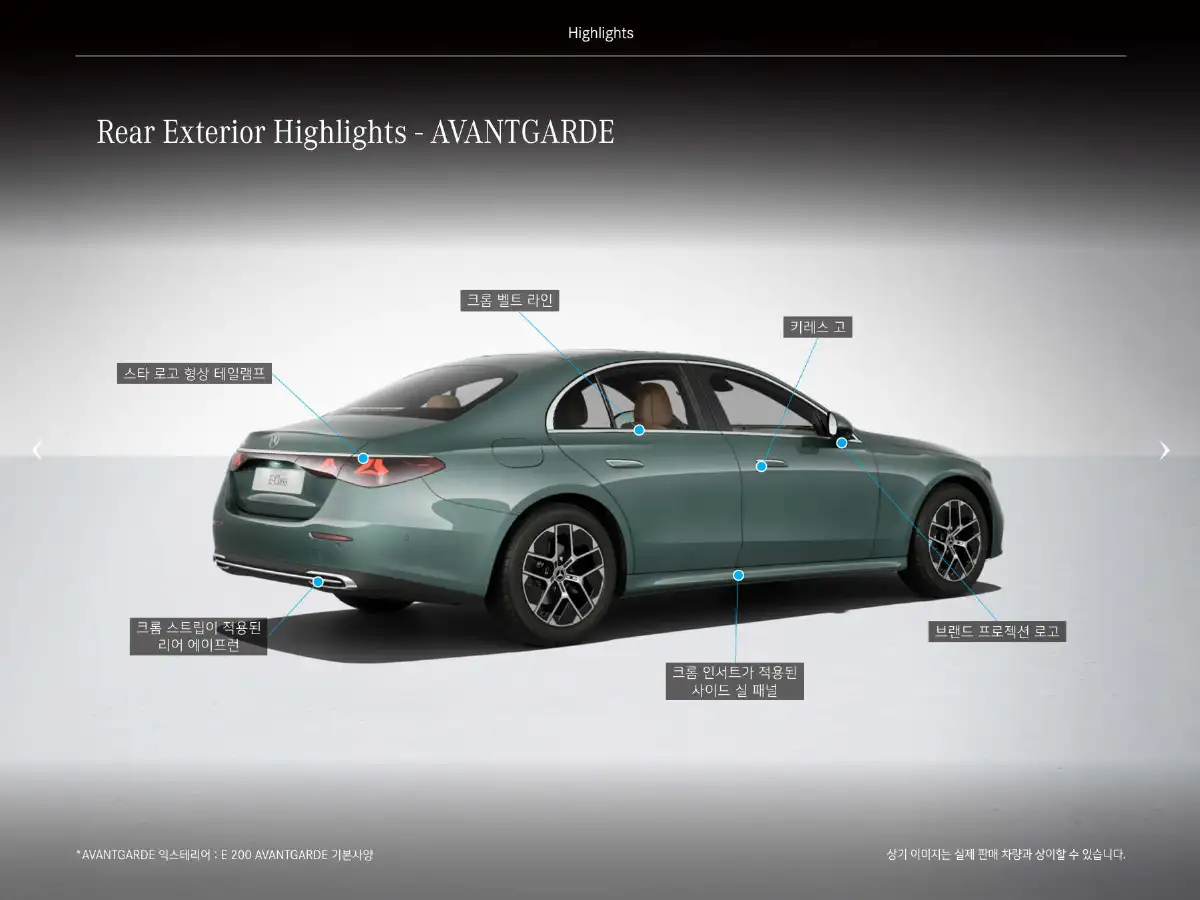 Highlights
Rear Exterior Highlights - AVANTGARDE
크롬 벨트 라인
키레스 고
스타 로고 형상 테일램프
E-Class
크롬 스트립이 적용된
리어 에이프런
브랜드 프로젝션 로고
크롬 인서트가 적용된
사이드 실 패널
*AVANTGARDE 익스테리어 : E 200 AVANTGARDE 기본사양
상기 이미지는 실제 판매 차량과 상이할 수 있습니다.